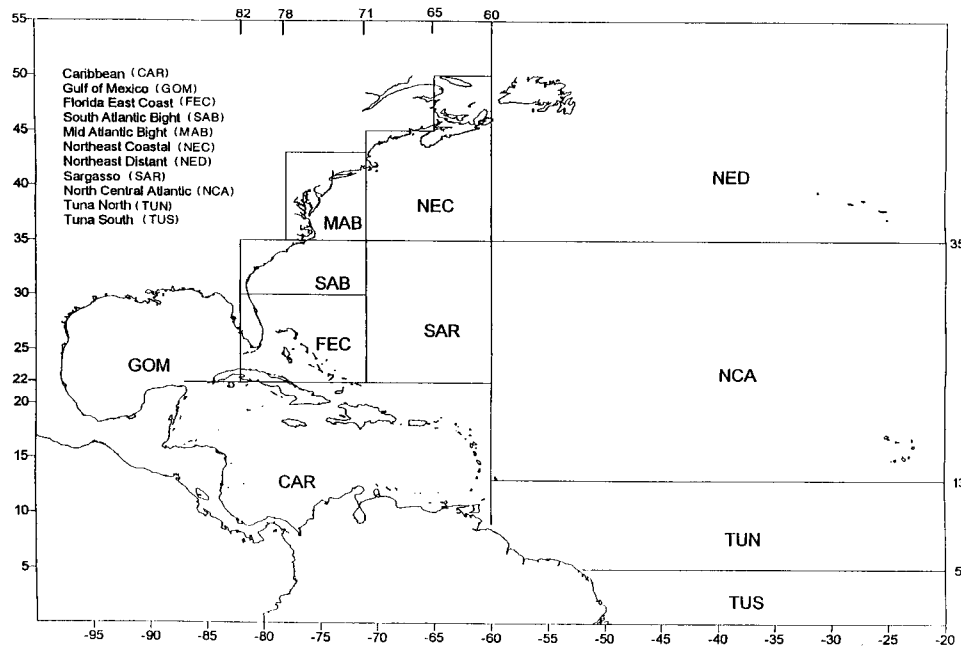 82 78 71 65 60
55
50
45
40
35
30
25
22
20
15
10
5
Caribbean (CAR)
Gulf of Mexico (GOM)
Florida East Coast (FEC)
South Atlantic Bight (SAB)
Mid Atlantic Bight (MAB)
Northeast Coastal (NEC)
Northeast Distant (NED)
Sargasso (SAR)
North Central Atlantic (NCA)
Tuna North (TUN)
Tuna South (TUS)
NED
NEC
MAB
SAB
SAR
FEC
GOM
NCA
CAR
TUN
TUS
35
13
5
-95 -90 -85 -80 -75 -70 -65 -60 -55 -50 -45 -40 -35 -30 -25 -20